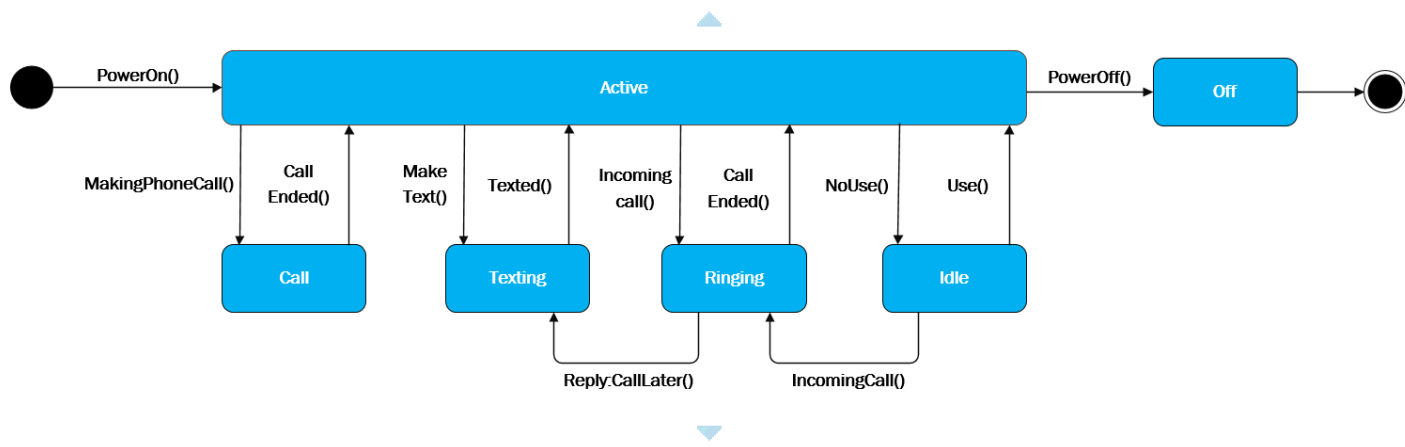 PowerOn()
Active
PowerOff()
Off
MakingPhoneCall()
Call
Ended()
Make
Text()
Texted()
Incoming
call()
Call
Ended()
NoUse()
Use()
Call
Texting
Ringing
Idle
Reply:CallLater()
IncomingCall()